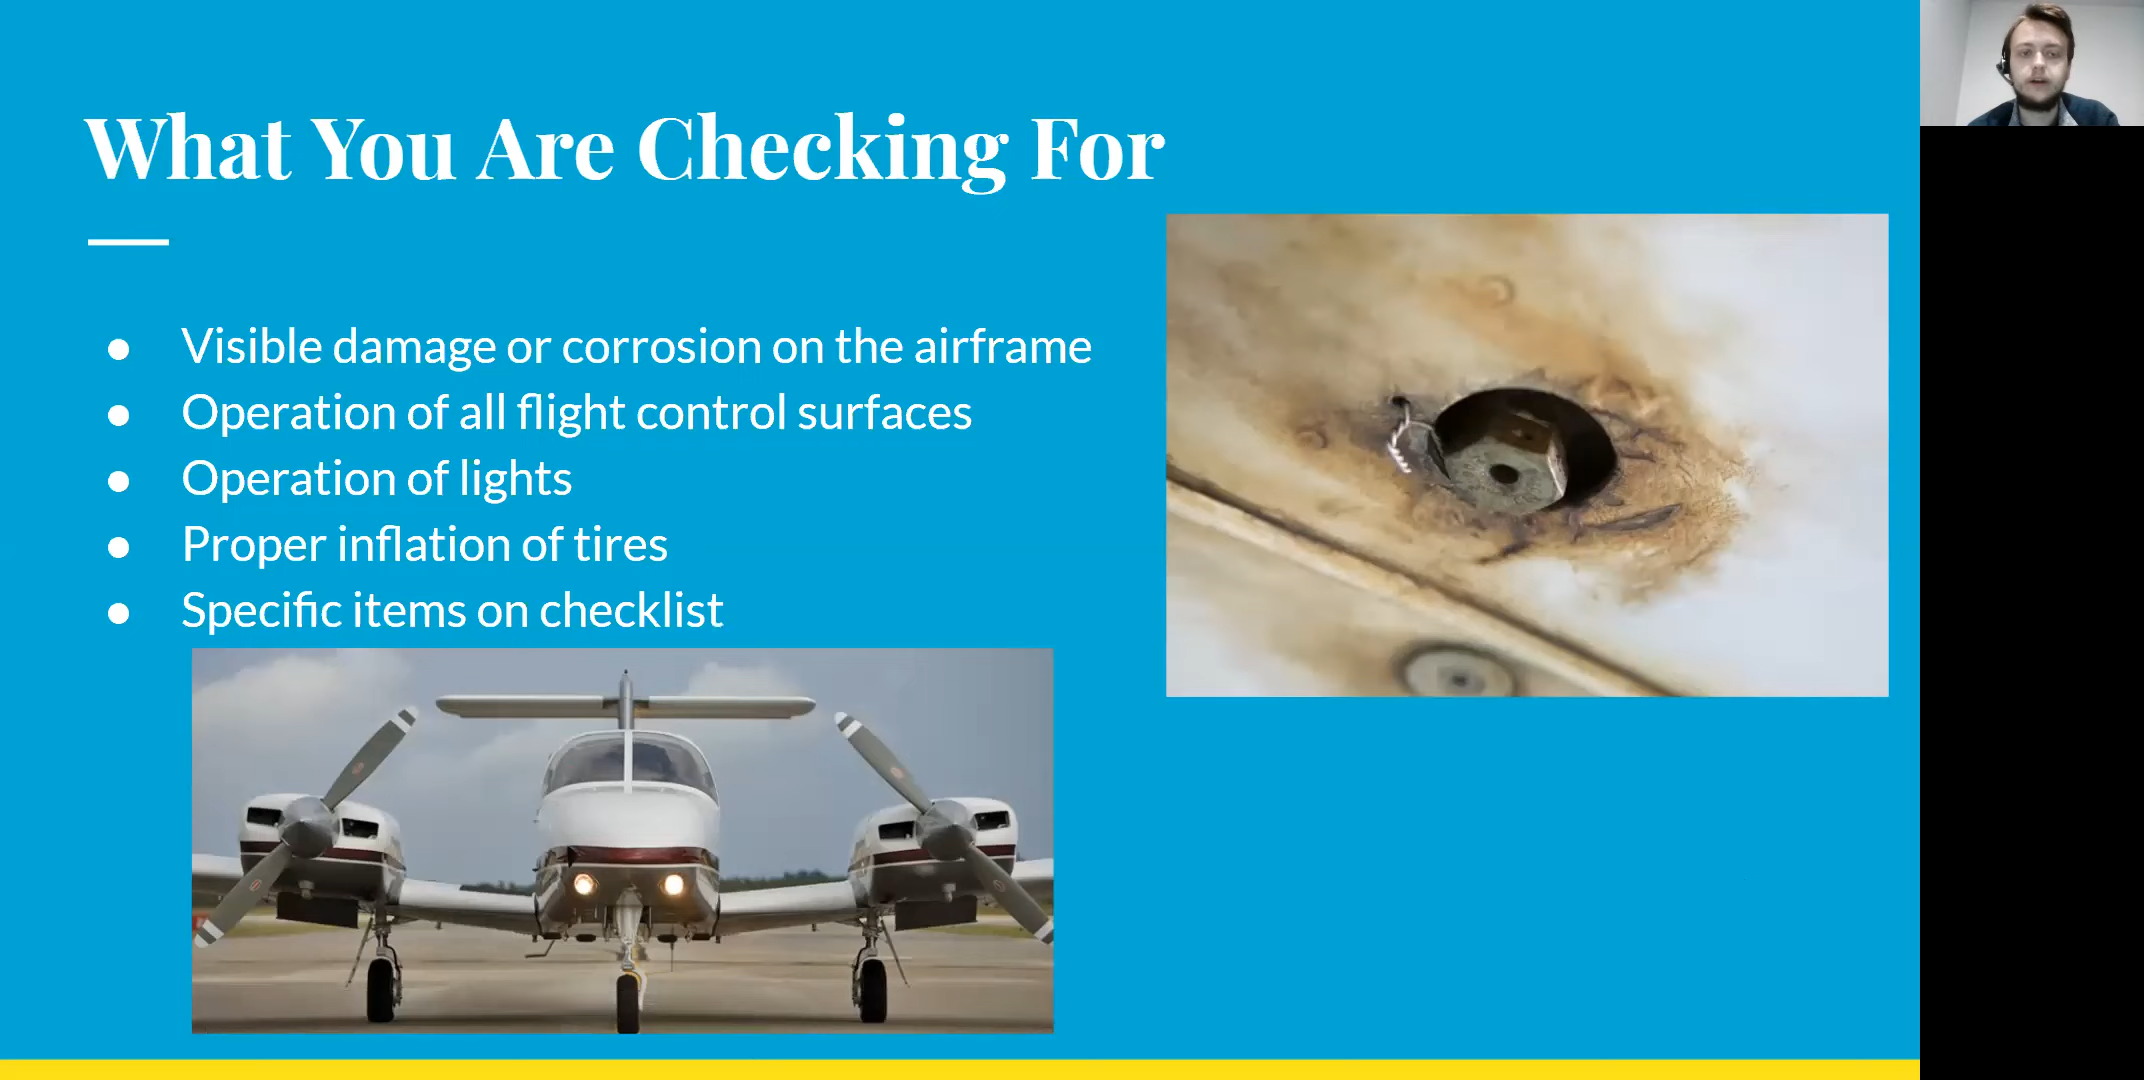 What You Are Checking For
● Visible damage or corrosion on the airframe
● Operation of all flight control surfaces
● Operation of lights
● Proper inflation of tires
● Specific items on checklist